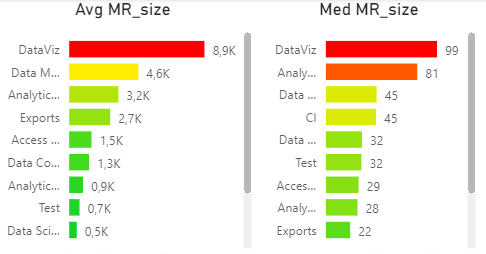 Avg MR_size
DataViz 8,9K
Data M... 4,6K
Analytic... 3,2K
Exports 2,7K
Access ... 1,5K
Data Co... 1,3K
Analytic... 0,9K
Test 0,7K
Data Sci... 0,5K
Med MR_size
DataViz 99
Analy... 81
Data ... 45
CI 45
Data ... 32
Test 32
Acces... 29
Analy... 28
Exports 22